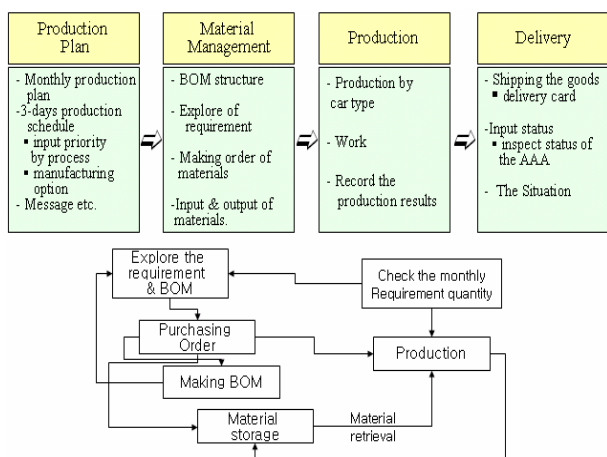 Production
Plan
- Monthly production
plan
-3-days production
schedule
▪ input priority
by process
▪ manufacturing
option
- Message etc.
Material
Management
- BOM structure
- Explore of
requirement
- Making order of
materials
-Input & output of
materials.
Production
- Production by
car type
- Work
- Record the
production results
Delivery
- Shipping the goods
▪ delivery card
-Input status
▪ inspect status of
the AAA
- The Situation
Explore the
requirement
& BOM
Check the monthly
Requirement quantity
Purchasing
Order
Production
Making BOM
Material
storage
Material
retrieval